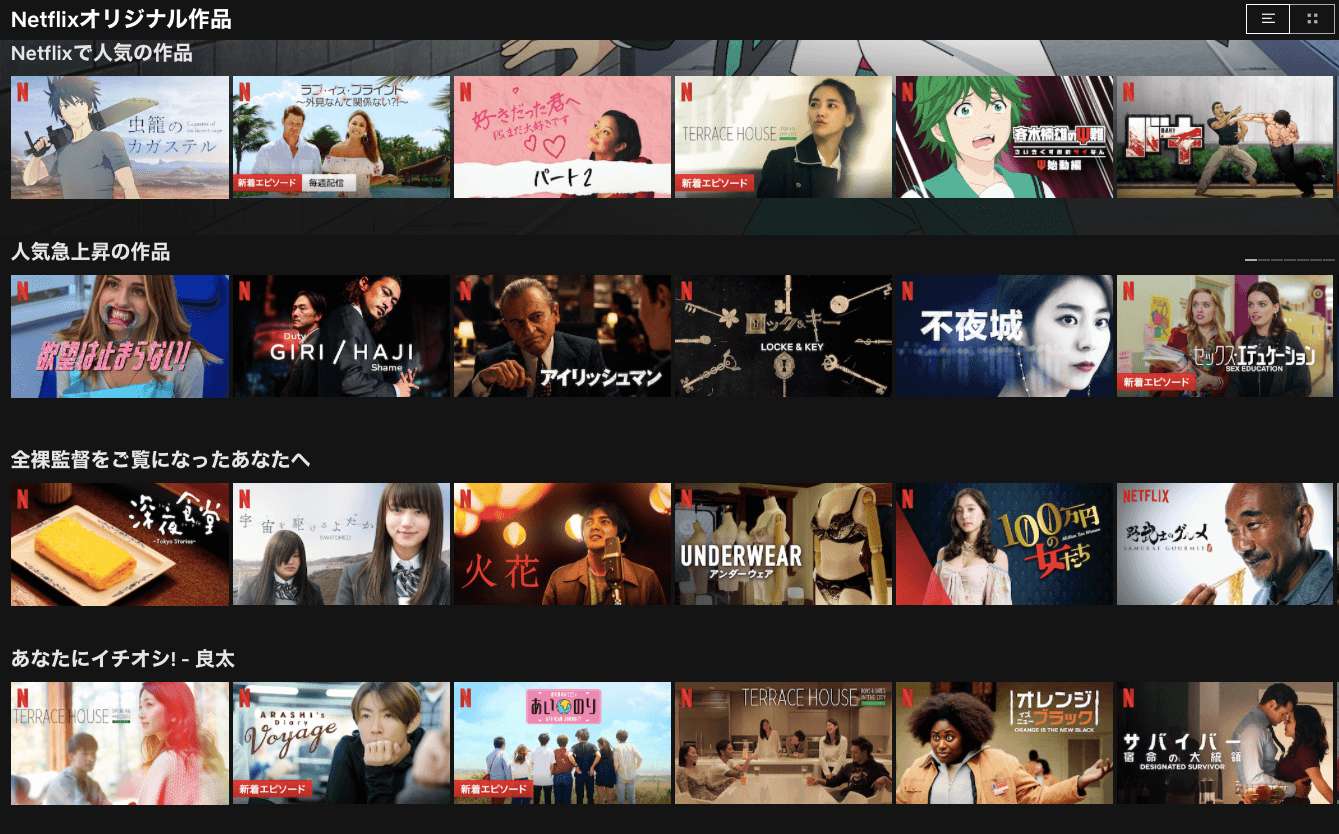 Netflixオリジナル作品
Netflixで人気の作品
虫籠の
カガステル
ラブ・イズ・ブラインド
〜外見なんて関係ない?!〜
新着エピソード 毎週配信
好きだった君へ
P.S.まだ大好きです
パート2
TERRACE HOUSE
新着エピソード
斉木楠雄のΨ難
Ψ始動編
BAKI
バキ
人気急上昇の作品
欲望は止まらない!
Duty
GIRI / HAJI
Shame
アイリッシュマン
ロック&キー
LOCKE & KEY
不夜城
セックス・エデュケーション
SEX EDUCATION
新着エピソード
全裸監督をご覧になったあなたへ
深夜食堂
-Tokyo Stories-
宇宙を駆けるよだか
火花
UNDERWEAR
アンダーウェア
100万円
の
女たち
Million Yen Women
NETFLIX
野武士のグルメ
SAMURAI GOURMET
あなたにイチオシ! - 良太
TERRACE HOUSE
ARASHI's
Diary
Voyage
新着エピソード
あいのり
新着エピソード
TERRACE HOUSE
BOYS & GIRLS
IN THE CITY
オレンジ
イズ
ニュー
ブラック
ORANGE IS THE NEW BLACK
サバイバー
宿命の大統領
DESIGNATED SURVIVOR